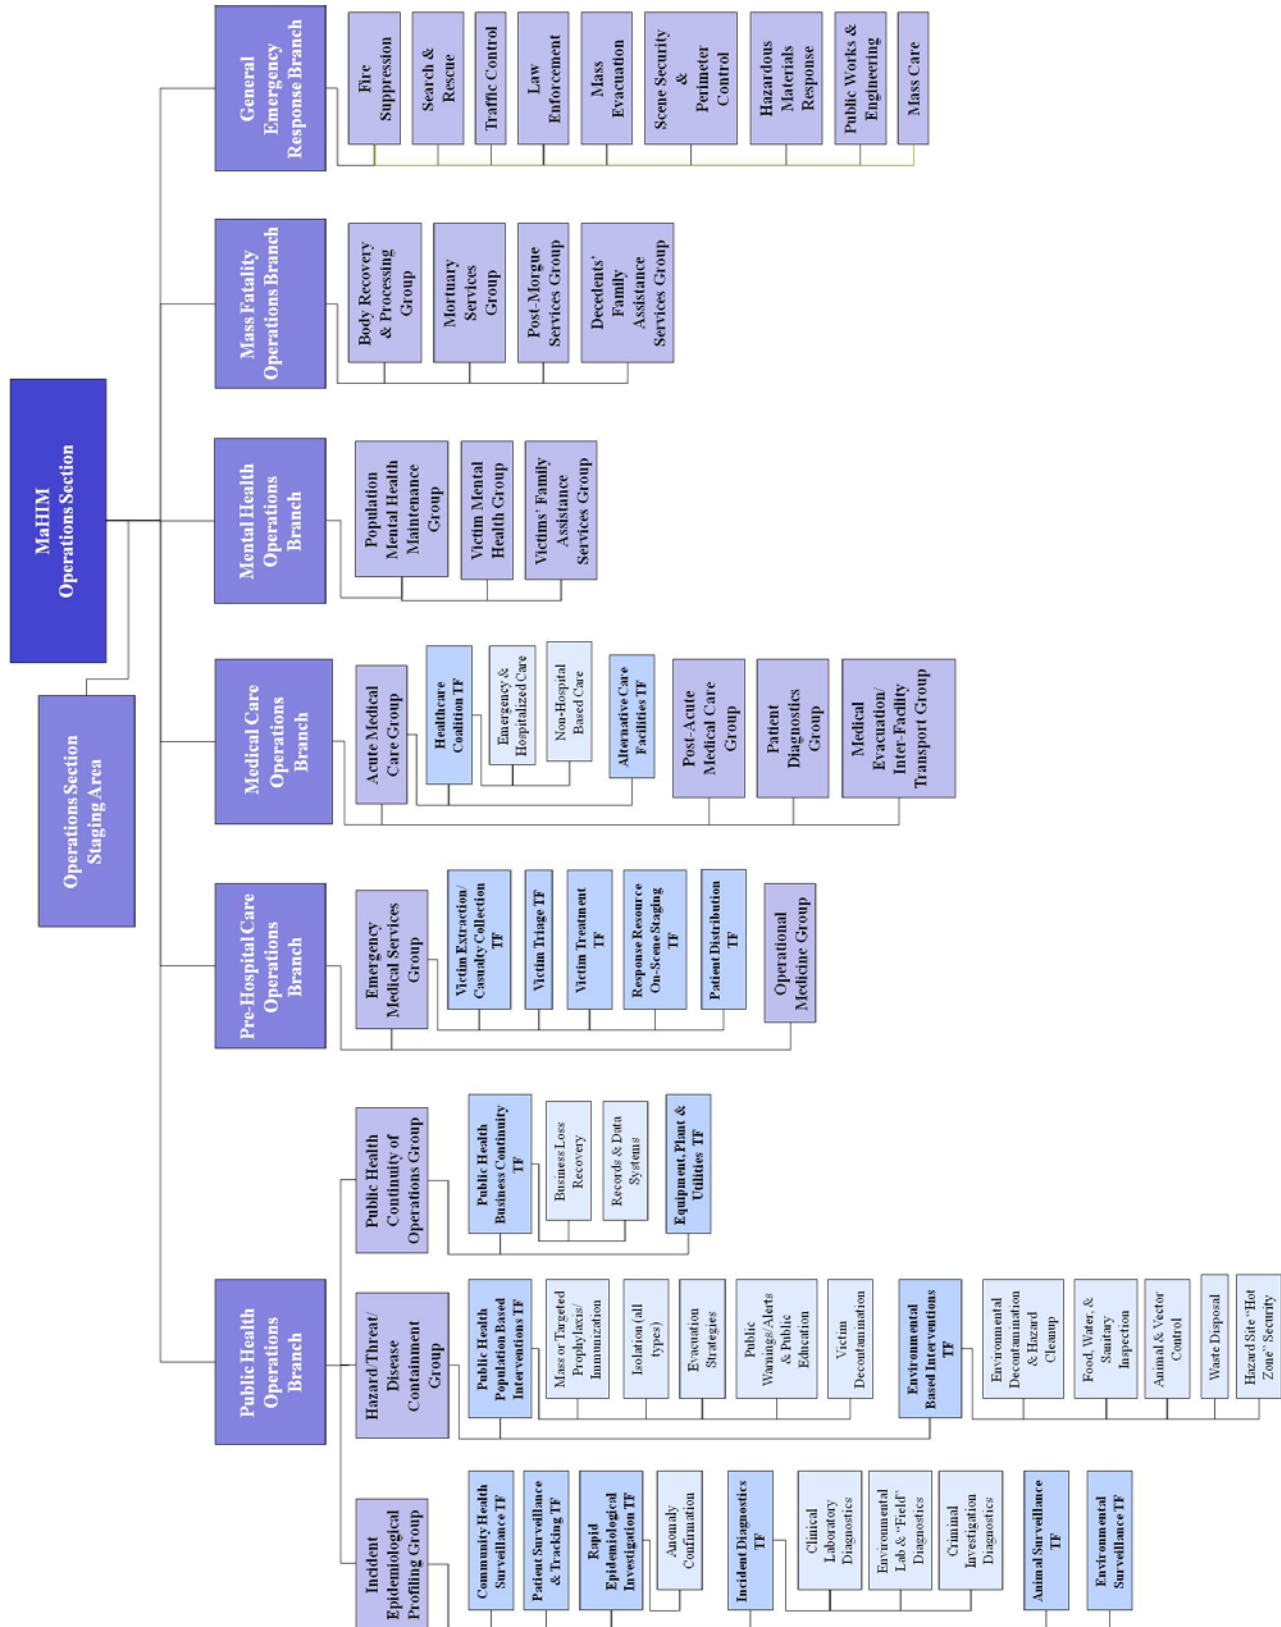 MaHIM
Operations Section
Operations Section
Staging Area
Public Health
Operations
Branch
Incident
Epidemiological
Profiling Group
Community Health
Surveillance TF
Patient Surveillance
& Tracking TF
Rapid
Epidemiological
Investigation TF
Anomaly
Confirmation
Incident Diagnostics
TF
Clinical
Laboratory
Diagnostics
Environmental
Lab & "Field"
Diagnostics
Criminal
Investigation
Diagnostics
Animal Surveillance
TF
Environmental
Surveillance TF
Hazard/Threat/
Disease
Containment
Group
Public Health
Population Based
Interventions TF
Mass or Targeted
Prophylaxis/
Immunization
Isolation (all
types)
Evacuation
Strategies
Public
Warnings/Alerts
& Public
Education
Victim
Decontamination
Environmental
Based Interventions
TF
Environmental
Decontamination
& Hazard
Cleanup
Food, Water, &
Sanitary
Inspection
Animal & Vector
Control
Waste Disposal
Hazard Site "Hot
Zone" Security
Public Health
Continuity of
Operations Group
Public Health
Business Continuity
TF
Business Loss
Recovery
Records & Data
Systems
Equipment, Plant &
Utilities TF
Pre-Hospital Care
Operations
Branch
Emergency
Medical Services
Group
Victim Extraction/
Casualty Collection
TF
Victim Triage TF
Victim Treatment
TF
Response Resource
On-Scene Staging
TF
Patient Distribution
TF
Operational
Medicine Group
Medical Care
Operations
Branch
Acute Medical
Care Group
Healthcare
Coalition TF
Emergency &
Hospitalized Care
Non-Hospital
Based Care
Alternative Care
Facilities TF
Post-Acute
Medical Care
Group
Patient
Diagnostics
Group
Medical
Evacuation/
Inter-Facility
Transport Group
Mental Health
Operations
Branch
Population
Mental Health
Maintenance
Group
Victim Mental
Health Group
Victims' Family
Assistance
Services Group
Mass Fatality
Operations Branch
Body Recovery
& Processing
Group
Mortuary
Services
Group
Post-Morgue
Services Group
Decedents'
Family
Assistance
Services Group
General
Emergency
Response Branch
Fire
Suppression
Search &
Rescue
Traffic Control
Law
Enforcement
Mass
Evacuation
Scene Security
&
Perimeter
Control
Hazardous
Materials
Response
Public Works &
Engineering
Mass Care